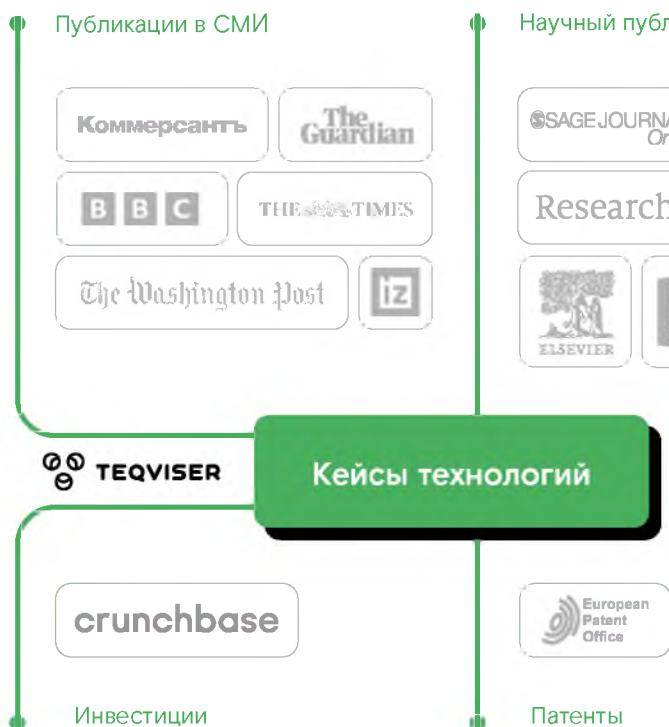 Публикации в СМИ
Научный публ
Коммерсантъ
The Guardian
SAGE JOURNA
On
BBC
THE TIMES
Research
The Washington Post
iz
ELSEVIER
TEQVISER
Кейсы технологий
crunchbase
European
Patent
Office
Инвестиции
Патенты